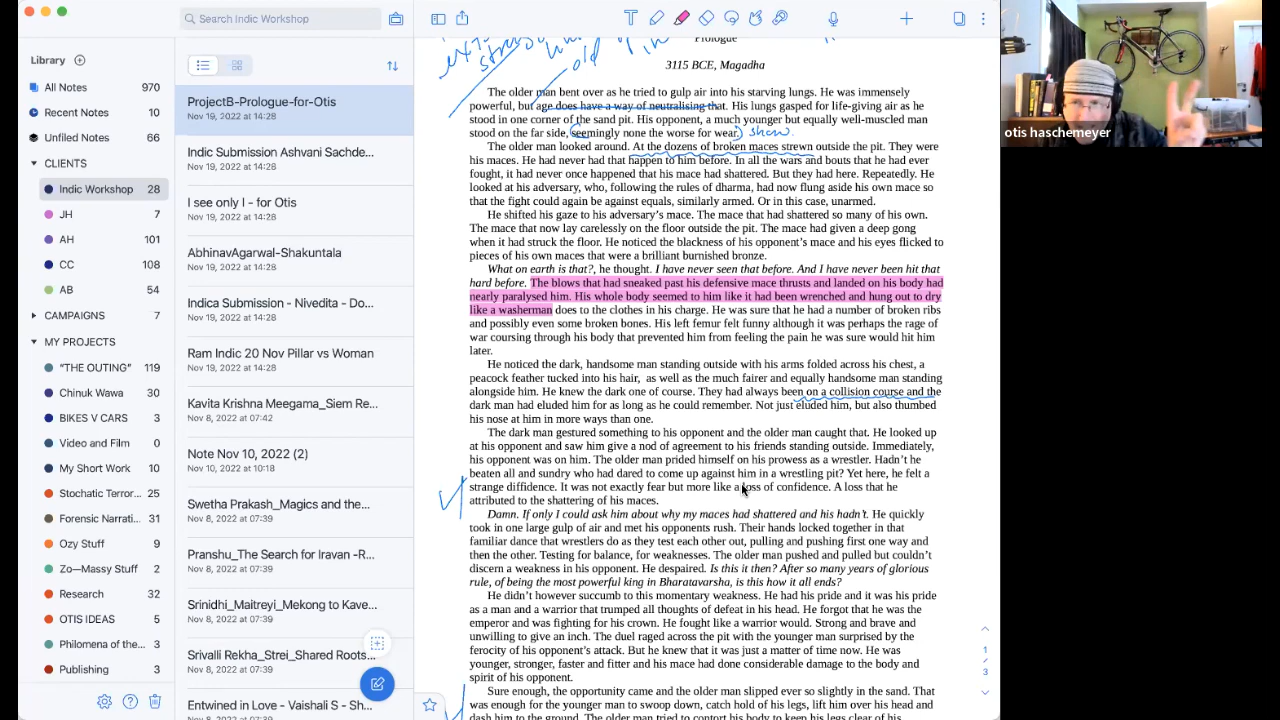 Search Indic Workshop
Library
All Notes 970
Recent Notes 10
Unfiled Notes 66
CLIENTS
Indic Workshop 28
JH 7
AH 101
CC 108
AB 54
CAMPAIGNS 7
MY PROJECTS
“THE OUTING” 119
Chinuk Wawa 8
BIKES V CARS 3
Video and Film 0
My Short Work 10
Stochatic Terror... 3
Forensic Narrati... 31
Ozy Stuff 9
Zo—Massy Stuff 2
Research 32
OTIS IDEAS 5
Philomena of the... 3
Publishing 3
ProjectB-Prologue-for-Otis
Nov 19, 2022 at 14:28
Indic Submission Ashvani Sachde...
Nov 19, 2022 at 14:28
I see only I - for Otis
Nov 19, 2022 at 14:28
AbhinavAgarwal-Shakuntala
Nov 19, 2022 at 14:28
Indica Submission - Nivedita - Do...
Nov 19, 2022 at 14:28
Ram Indic 20 Nov Pillar vs Woman
Nov 19, 2022 at 14:28
Kavita Krishna Meegama_Siem Re...
Nov 8, 2022 at 07:42
Note Nov 10, 2022 (2)
Nov 10, 2022 at 10:18
Swetha Prakash_Magics and the...
Nov 8, 2022 at 07:39
Pranshu_The Search for Iravan -R...
Nov 8, 2022 at 07:39
Srinidhi_Maitreyi_Mekong to Kave...
Nov 8, 2022 at 07:39
Srivalli Rekha_Strei_Shared Roots...
Nov 8, 2022 at 07:39
Entwined in Love - Vaishali S - Sh...
Nov 8, 2022 at 07:39
old
Prologue
3115 BCE, Magadha
The older man bent over as he tried to gulp air into his starving lungs. He was immensely
powerful, but age does have a way of neutralising that. His lungs gasped for life-giving air as he
stood in one corner of the sand pit. His opponent, a much younger but equally well-muscled man
stood on the far side, seemingly none the worse for wear. show.
The older man looked around. At the dozens of broken maces strewn outside the pit. They were
his maces. He had never had that happen to him before. In all the wars and bouts that he had ever
fought, it had never once happened that his mace had shattered. But they had here. Repeatedly. He
looked at his adversary, who, following the rules of dharma, had now flung aside his own mace so
that the fight could again be against equals, similarly armed. Or in this case, unarmed.
He shifted his gaze to his adversary’s mace. The mace that had shattered so many of his own.
The mace that now lay carelessly on the floor outside the pit. The mace had given a deep gong
when it had struck the floor. He noticed the blackness of his opponent’s mace and his eyes flicked to
pieces of his own maces that were a brilliant burnished bronze.
What on earth is that?, he thought. I have never seen that before. And I have never been hit that
hard before. The blows that had sneaked past his defensive mace thrusts and landed on his body had
nearly paralysed him. His whole body seemed to him like it had been wrenched and hung out to dry
like a washerman does to the clothes in his charge. He was sure that he had a number of broken ribs
and possibly even some broken bones. His left femur felt funny although it was perhaps the rage of
war coursing through his body that prevented him from feeling the pain he was sure would hit him
later.
He noticed the dark, handsome man standing outside with his arms folded across his chest, a
peacock feather tucked into his hair, as well as the much fairer and equally handsome man standing
alongside him. He knew the dark one of course. They had always been on a collision course and the
dark man had eluded him for as long as he could remember. Not just eluded him, but also thumbed
his nose at him in more ways than one.
The dark man gestured something to his opponent and the older man caught that. He looked up
at his opponent and saw him give a nod of agreement to his friends standing outside. Immediately,
his opponent was on him. The older man prided himself on his prowess as a wrestler. Hadn’t he
beaten all and sundry who had dared to come up against him in a wrestling pit? Yet here, he felt a
strange diffidence. It was not exactly fear but more like a loss of confidence. A loss that he
attributed to the shattering of his maces.
Damn. If only I could ask him about why my maces had shattered and his hadn’t. He quickly
took in one large gulp of air and met his opponents rush. Their hands locked together in that
familiar dance that wrestlers do as they test each other out, pulling and pushing first one way and
then the other. Testing for balance, for weaknesses. The older man pushed and pulled but couldn’t
discern a weakness in his opponent. He despaired. Is this it then? After so many years of glorious
rule, of being the most powerful king in Bharatavarsha, is this how it all ends?
He didn’t however succumb to this momentary weakness. He had his pride and it was his pride
as a man and a warrior that trumped all thoughts of defeat in his head. He forgot that he was the
emperor and was fighting for his crown. He fought like a warrior would. Strong and brave and
unwilling to give an inch. The duel raged across the pit with the younger man surprised by the
ferocity of his opponent’s attack. But he knew that it was just a matter of time now. He was
younger, stronger, faster and fitter and his mace had done considerable damage to the body and
spirit of his opponent.
Sure enough, the opportunity came and the older man slipped ever so slightly in the sand. That
was enough for the younger man to swoop down, catch hold of his legs, lift him over his head and
dash him to the ground. The older man tried to contort his body to keep his legs clear of his
1
3
otis haschemeyer